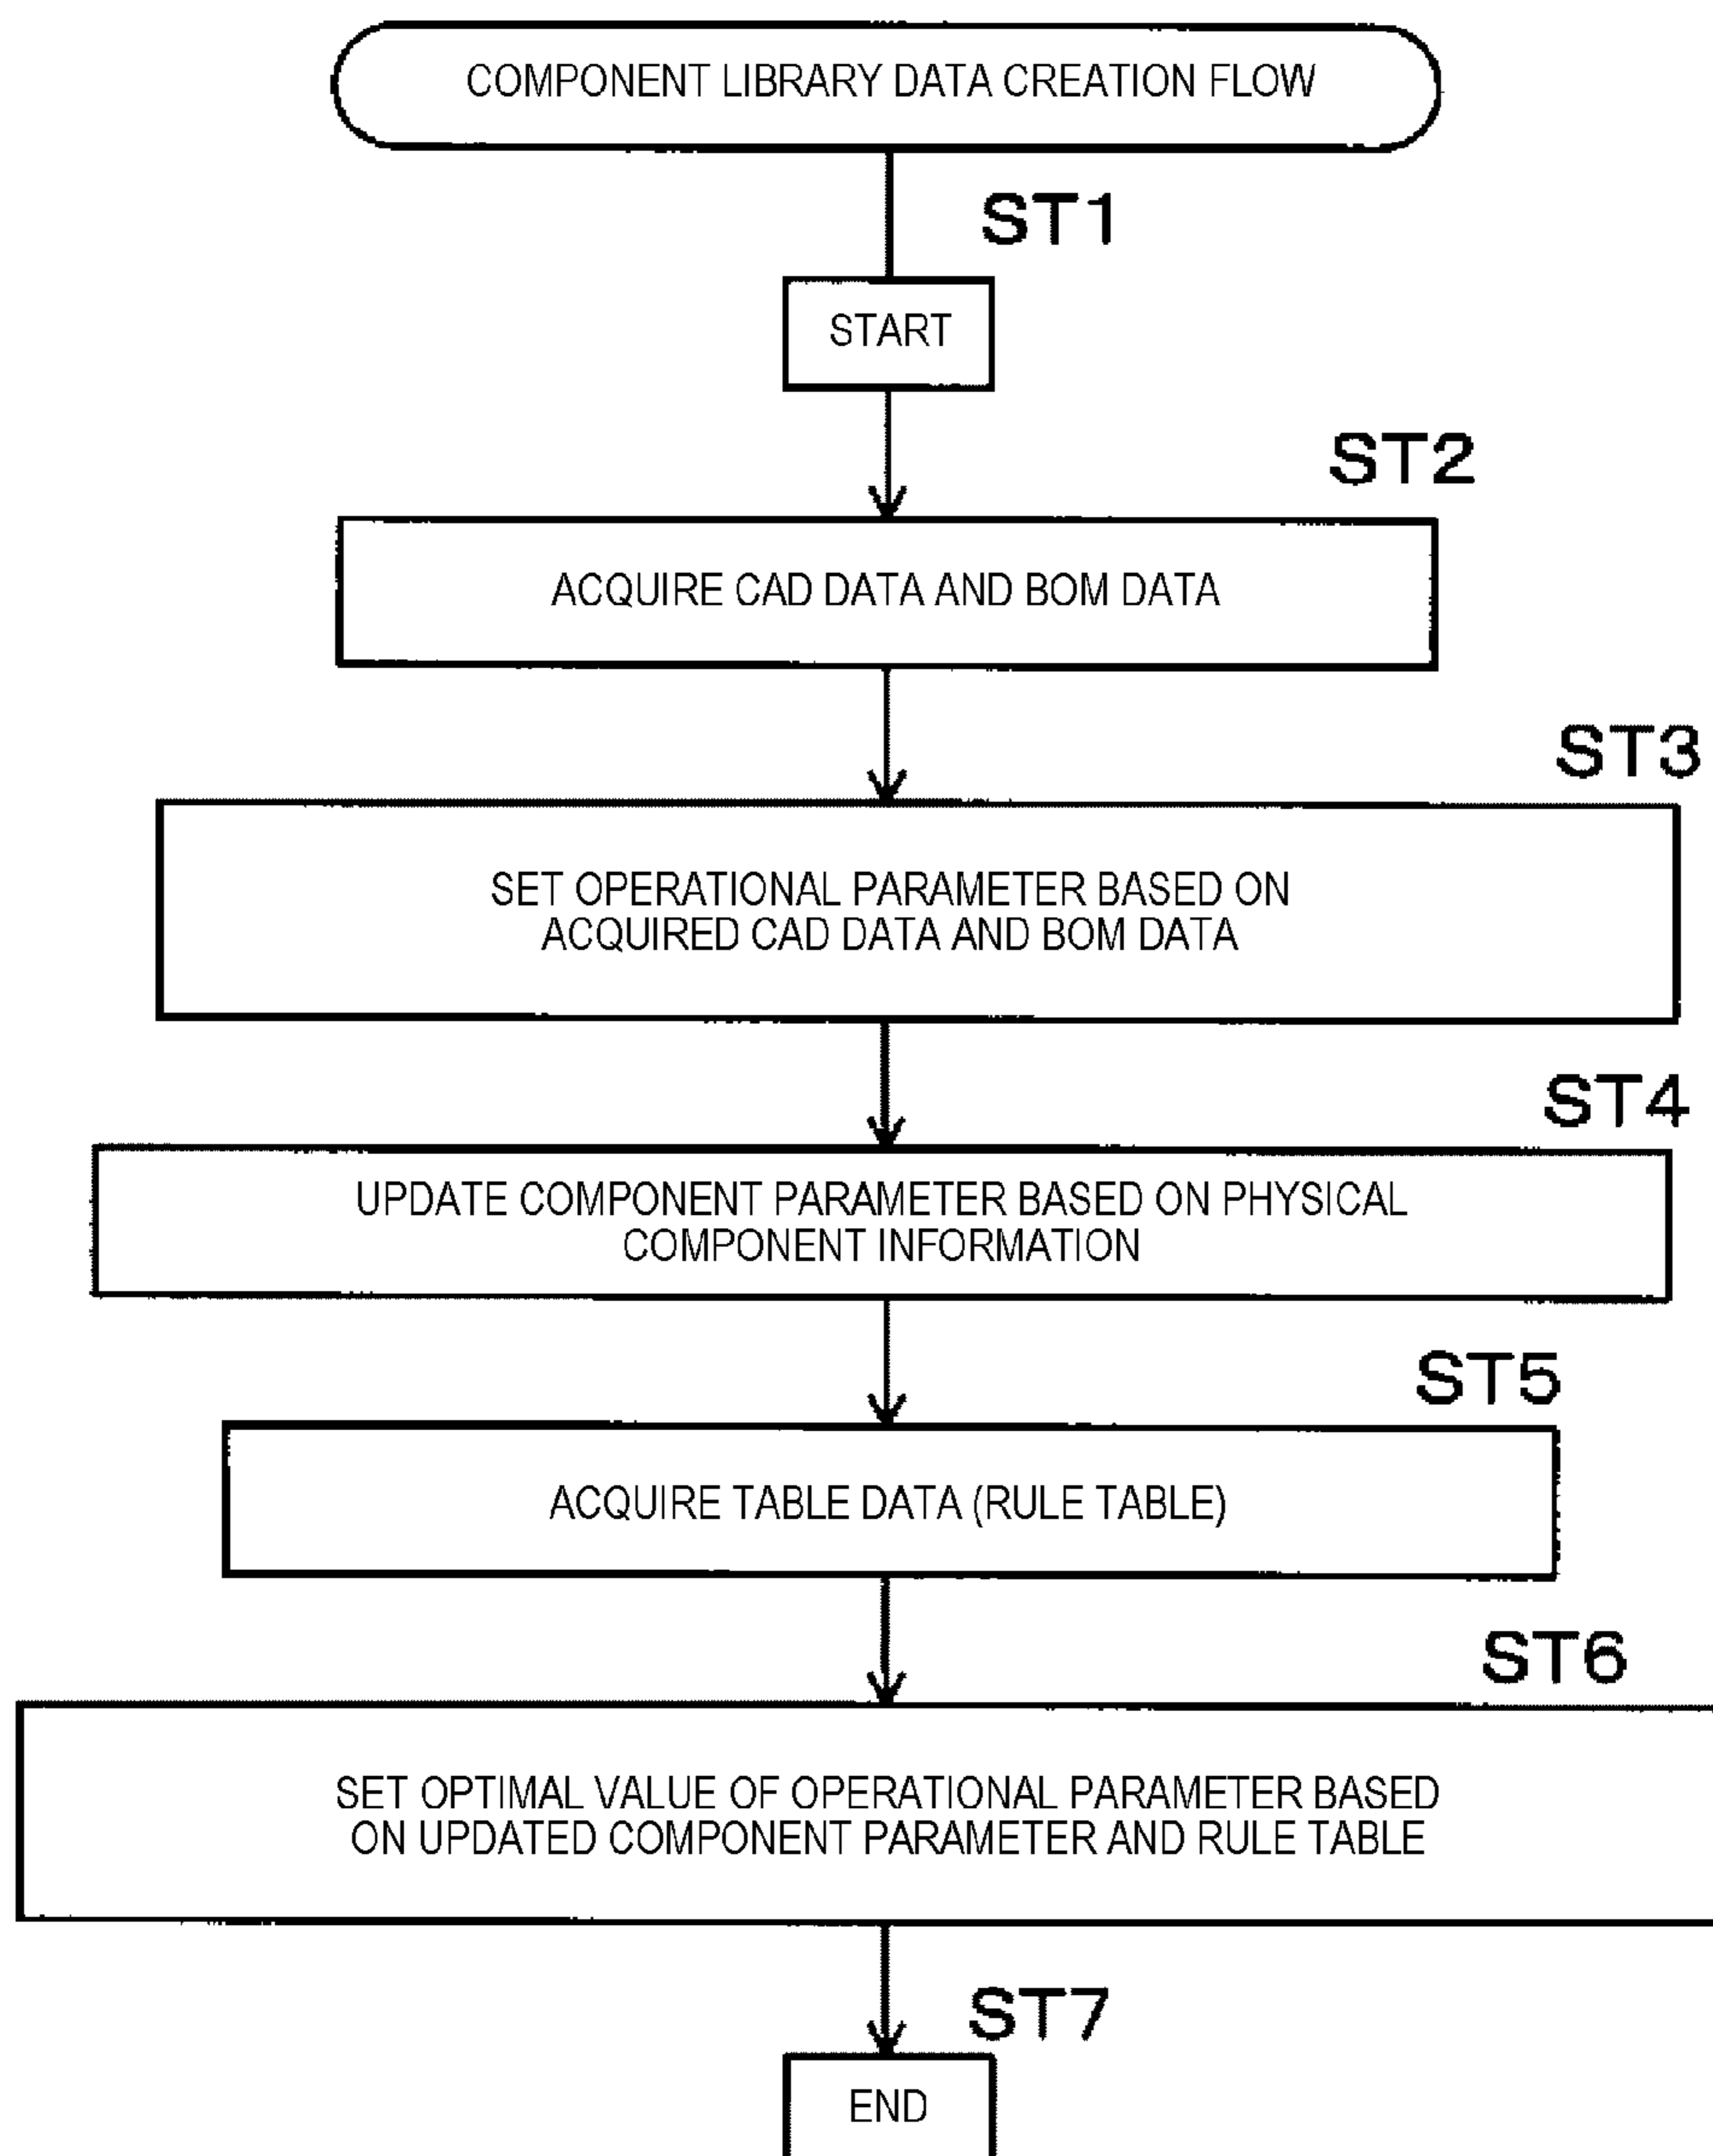 COMPONENT LIBRARY DATA CREATION FLOW
ST1
START
ST2
ACQUIRE CAD DATA AND BOM DATA
ST3
SET OPERATIONAL PARAMETER BASED ON
ACQUIRED CAD DATA AND BOM DATA
ST4
UPDATE COMPONENT PARAMETER BASED ON PHYSICAL
COMPONENT INFORMATION
ST5
ACQUIRE TABLE DATA (RULE TABLE)
ST6
SET OPTIMAL VALUE OF OPERATIONAL PARAMETER BASED
ON UPDATED COMPONENT PARAMETER AND RULE TABLE
ST7
END